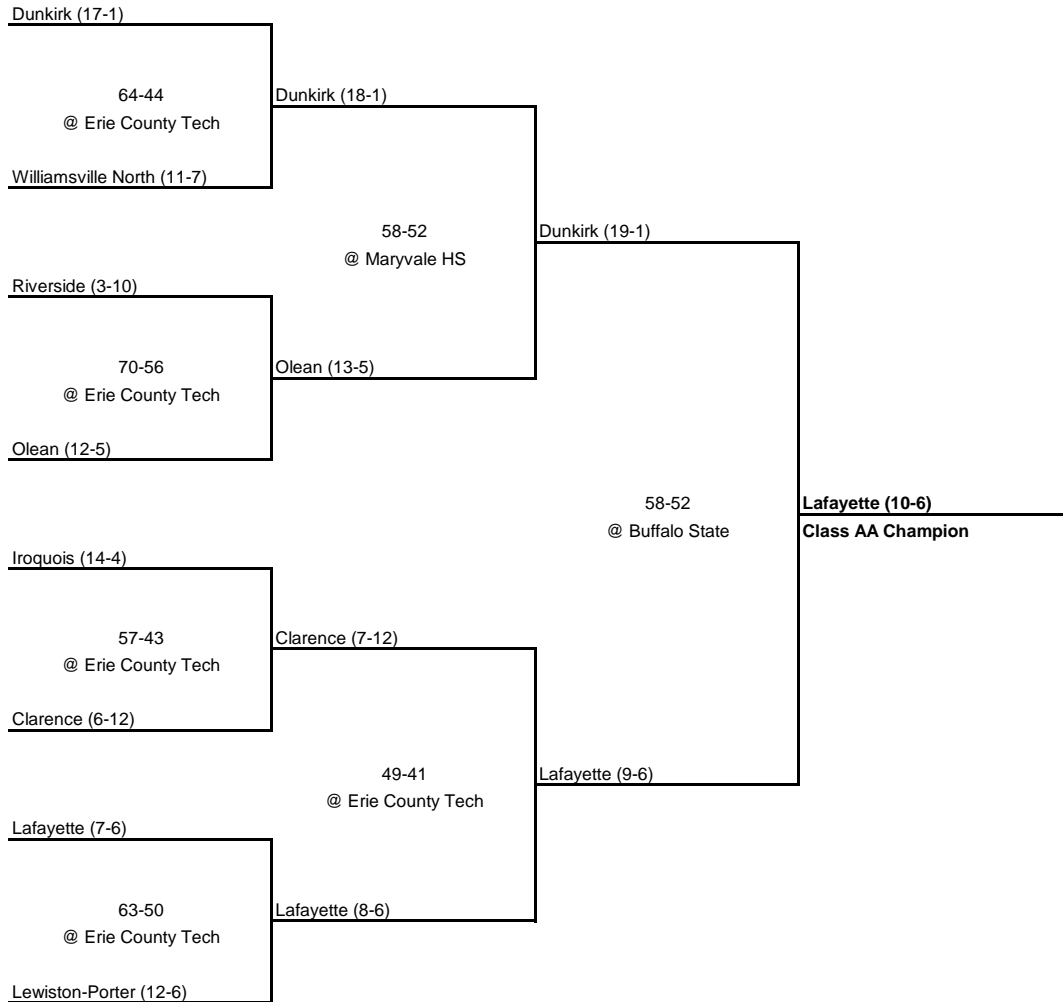 Dunkirk (17-1)
64-44
@ Erie County Tech
Dunkirk (18-1)
Williamsville North (11-7)
58-52
@ Maryvale HS
Dunkirk (19-1)
Riverside (3-10)
70-56
@ Erie County Tech
Olean (13-5)
Olean (12-5)
58-52
@ Buffalo State
Lafayette (10-6)
Class AA Champion
Iroquois (14-4)
57-43
@ Erie County Tech
Clarence (7-12)
Clarence (6-12)
49-41
@ Erie County Tech
Lafayette (9-6)
Lafayette (7-6)
63-50
@ Erie County Tech
Lafayette (8-6)
Lewiston-Porter (12-6)